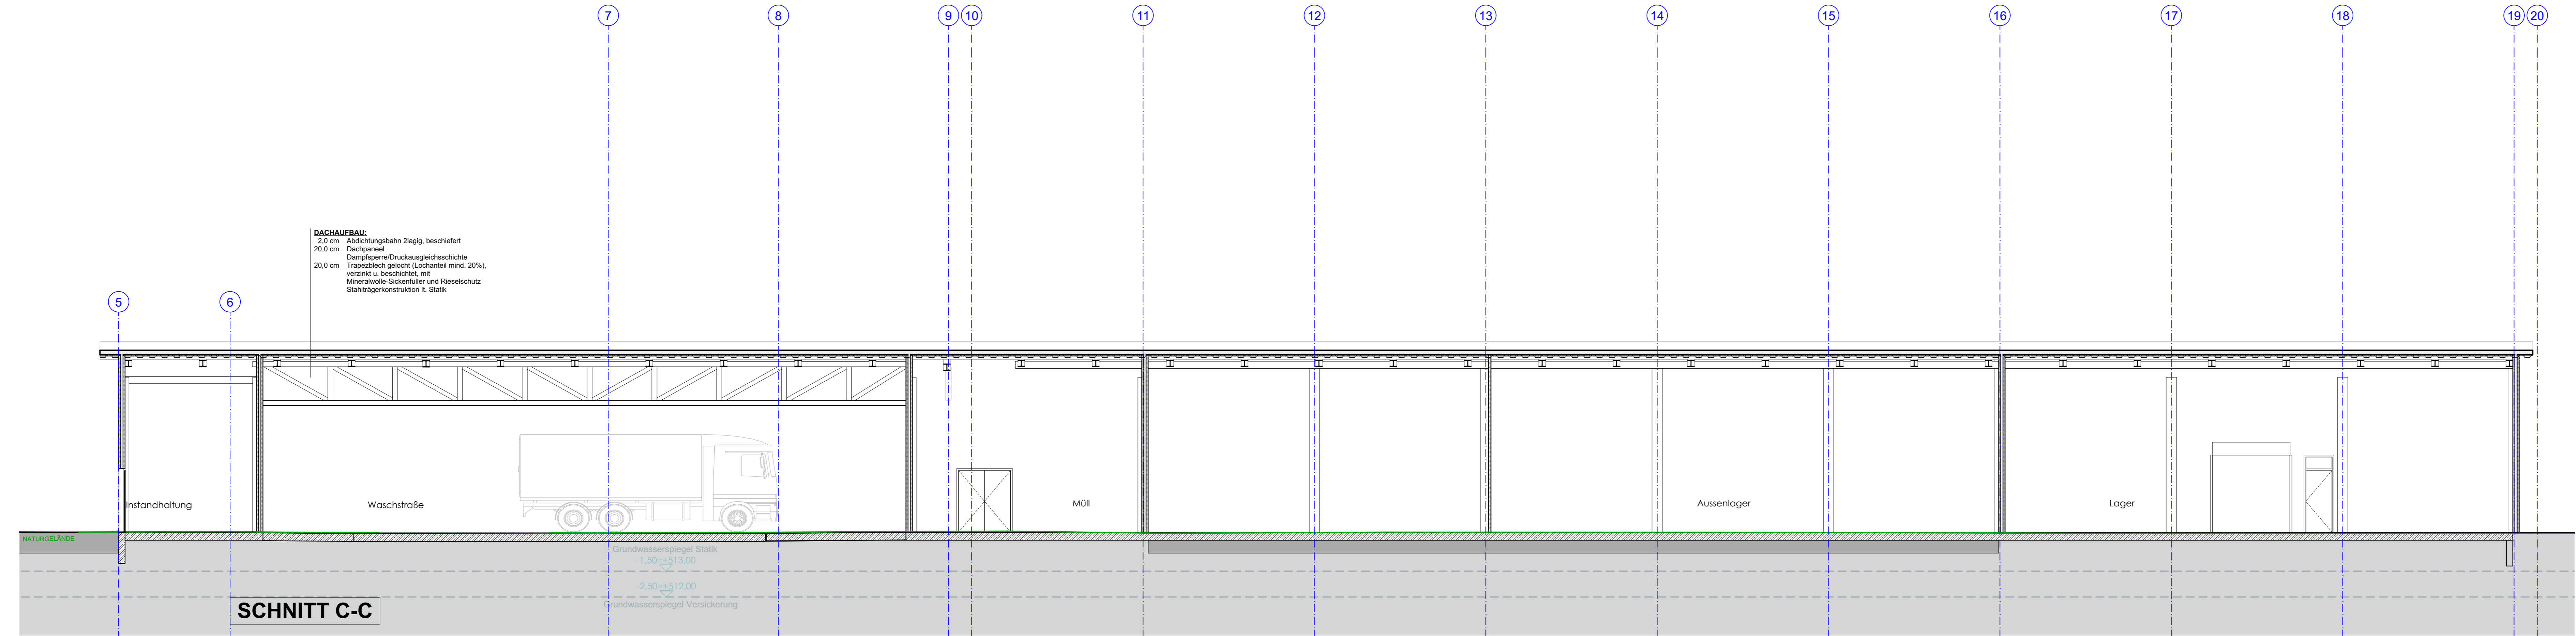 7 8 9 10 11 12 13 14 15 16 17 18 19 20
DACHAUFBAU:
2,0 cm Abdichtungsbahn 2lagig, beschiefert
20,0 cm Dachpaneel
Dampfsperre/Druckausgleichsschichte
20,0 cm Trapezblech gelocht (Lochanteil mind. 20%),
verzinkt u. beschichtet, mit
Mineralwolle-Sickenfüller und Rieselschutz
Stahlträgerkonstruktion lt. Statik
5 6
Instandhaltung Waschstraße Müll Aussenlager Lager
NATURGELÄNDE
Grundwasserspiegel Statik
-1,50=+513,00
-2,50=+512,00
Grundwasserspiegel Versickerung
SCHNITT C-C